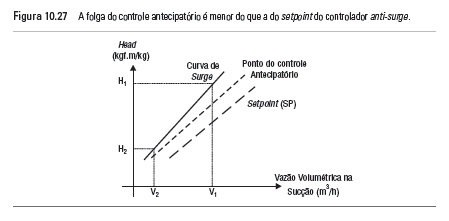 Figura 10.27 A folga do controle antecipatório é menor do que a do setpoint do controlador anti-surge.
Head
(kgf.m/kg)
Curva de
Surge
Ponto do controle
Antecipatório
H1
Setpoint (SP)
H2
Vazão Volumétrica na
Sucção (m³/h)
V2
V1